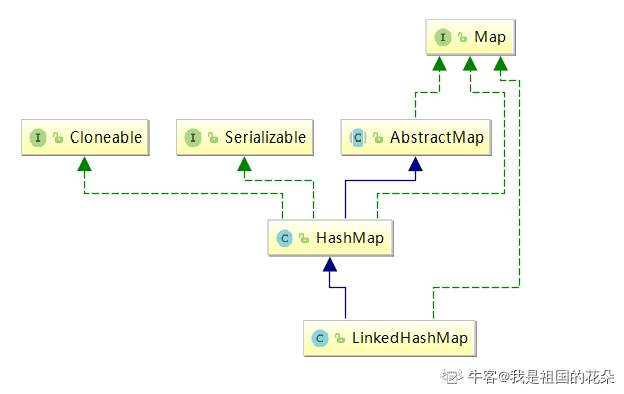 I Map
I Cloneable
I Serializable
C AbstractMap
C HashMap
C LinkedHashMap
牛客@我是祖国的花朵